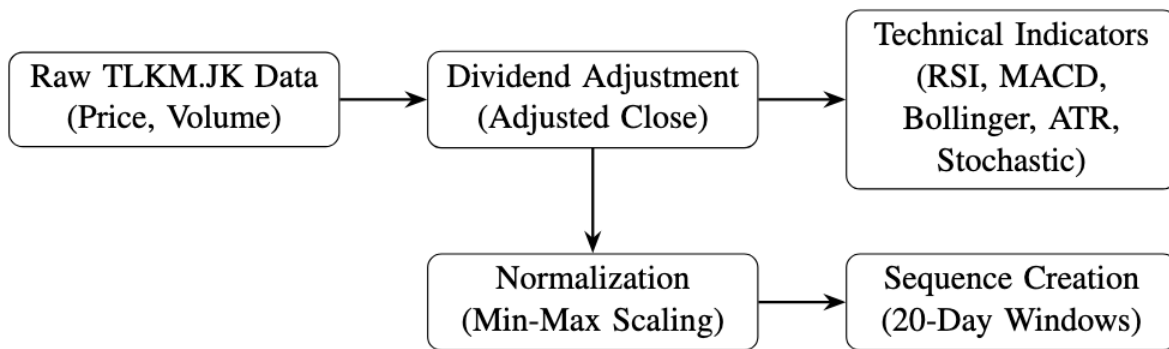 Raw TLKM.JK Data
(Price, Volume)
Dividend Adjustment
(Adjusted Close)
Technical Indicators
(RSI, MACD,
Bollinger, ATR,
Stochastic)
Normalization
(Min-Max Scaling)
Sequence Creation
(20-Day Windows)